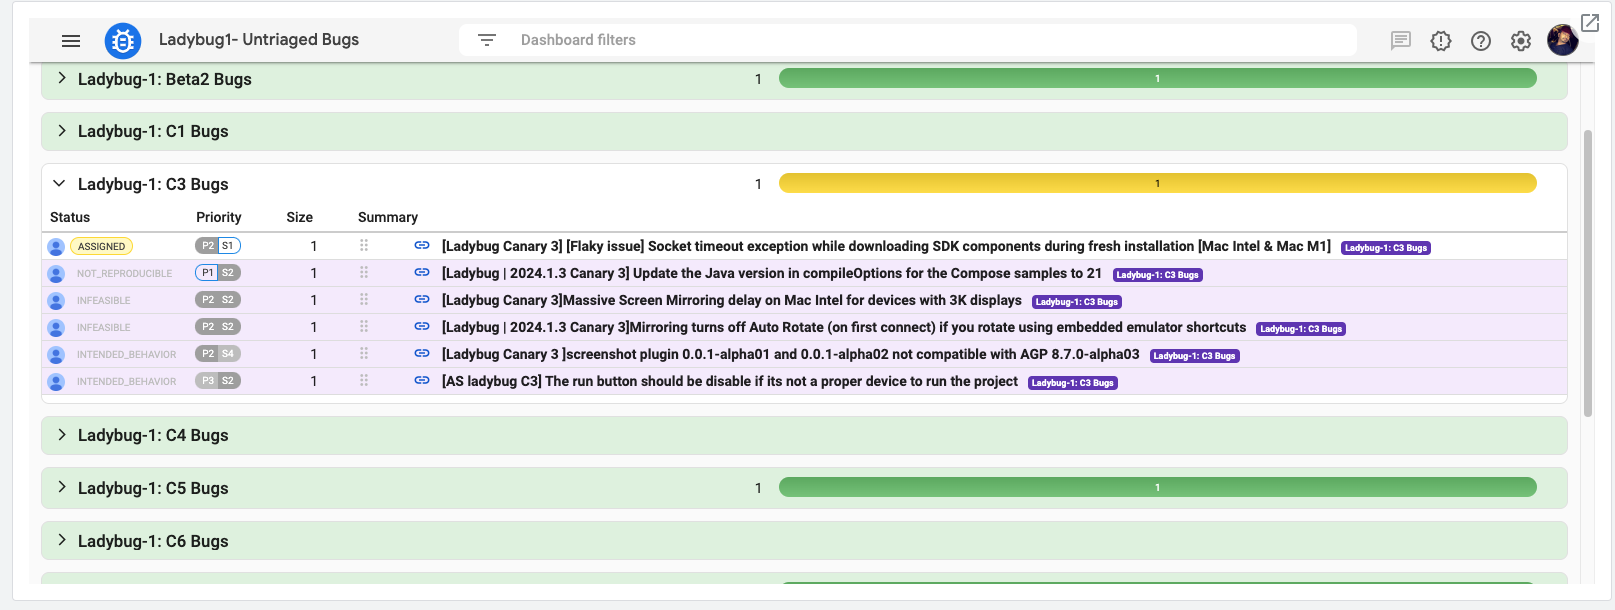 Ladybug1- Untriaged Bugs Dashboard filters
Ladybug-1: Beta2 Bugs 1 1
Ladybug-1: C1 Bugs
Ladybug-1: C3 Bugs 1 1
Status Priority Size Summary
ASSIGNED P2 S1 1 [Ladybug Canary 3] [Flaky issue] Socket timeout exception while downloading SDK components during fresh installation [Mac Intel & Mac M1] Ladybug-1: C3 Bugs
NOT_REPRODUCIBLE P1 S2 1 [Ladybug | 2024.1.3 Canary 3] Update the Java version in compileOptions for the Compose samples to 21 Ladybug-1: C3 Bugs
INFEASIBLE P2 S2 1 [Ladybug Canary 3]Massive Screen Mirroring delay on Mac Intel for devices with 3K displays Ladybug-1: C3 Bugs
INFEASIBLE P2 S2 1 [Ladybug | 2024.1.3 Canary 3]Mirroring turns off Auto Rotate (on first connect) if you rotate using embedded emulator shortcuts Ladybug-1: C3 Bugs
INTENDED_BEHAVIOR P2 S4 1 [Ladybug Canary 3 ]screenshot plugin 0.0.1-alpha01 and 0.0.1-alpha02 not compatible with AGP 8.7.0-alpha03 Ladybug-1: C3 Bugs
INTENDED_BEHAVIOR P3 S2 1 [AS ladybug C3] The run button should be disable if its not a proper device to run the project Ladybug-1: C3 Bugs
Ladybug-1: C4 Bugs
Ladybug-1: C5 Bugs 1 1
Ladybug-1: C6 Bugs